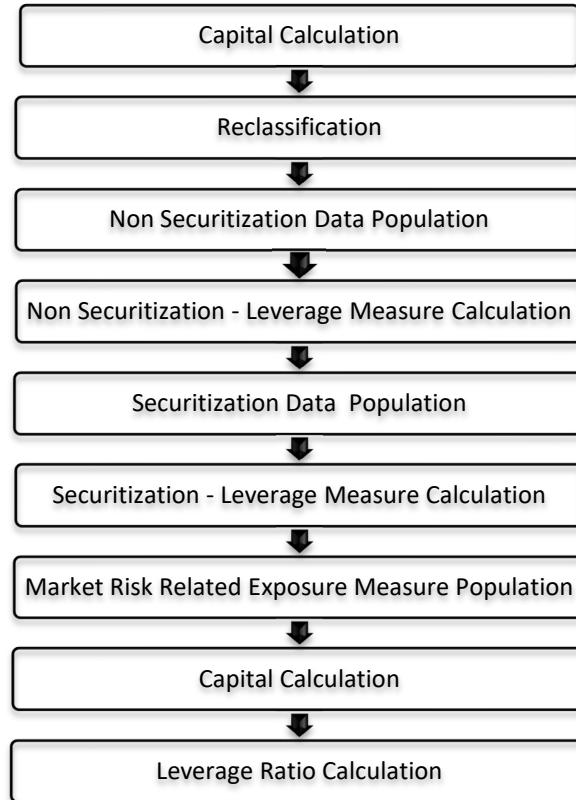 Capital Calculation
Reclassification
Non Securitization Data Population
Non Securitization - Leverage Measure Calculation
Securitization Data Population
Securitization - Leverage Measure Calculation
Market Risk Related Exposure Measure Population
Capital Calculation
Leverage Ratio Calculation